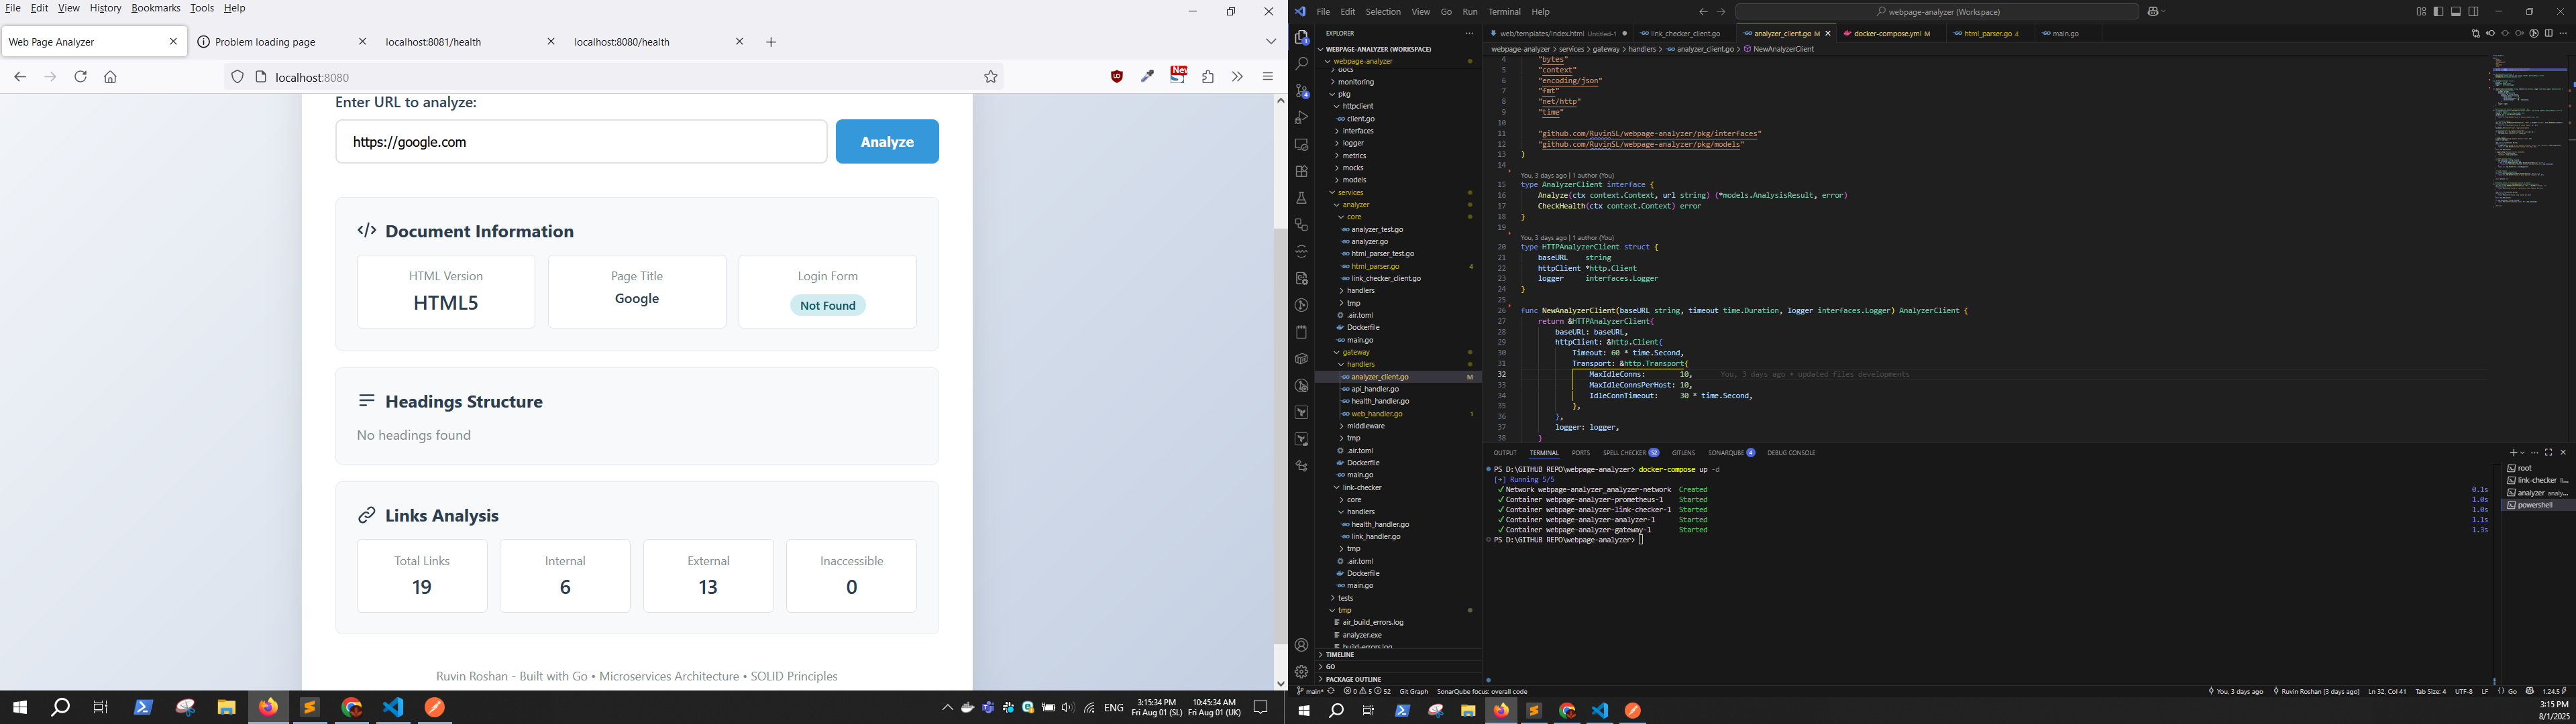 File Edit View History Bookmarks Tools Help
Web Page Analyzer
Problem loading page
localhost:8081/health
localhost:8080/health
localhost:8080
New
Enter URL to analyze:
https://google.com
Analyze
Document Information
HTML Version
HTML5
Page Title
Google
Login Form
Not Found
Headings Structure
No headings found
Links Analysis
Total Links
19
Internal
6
External
13
Inaccessible
0
Ruvin Roshan - Built with Go • Microservices Architecture • SOLID Principles
ENG
3:15:34 PM
Fri Aug 01 (SL)
10:45:34 AM
Fri Aug 01 (UK)
File Edit Selection View Go Run Terminal Help
webpage-analyzer (Workspace)
EXPLORER
WEBPAGE-ANALYZER (WORKSPACE)
webpage-analyzer
docs
monitoring
pkg
httpclient
client.go
interfaces
logger
metrics
mocks
models
services
analyzer
core
analyzer_test.go
analyzer.go
html_parser_test.go
html_parser.go 4
link_checker_client.go
handlers
tmp
.air.toml
Dockerfile
main.go
gateway
handlers
analyzer_client.go M
api_handler.go
health_handler.go
web_handler.go 1
middleware
tmp
.air.toml
Dockerfile
main.go
link-checker
core
handlers
health_handler.go
link_handler.go
tmp
.air.toml
Dockerfile
main.go
tests
tmp
air_build_errors.log
analyzer.exe
build-errors.log
TIMELINE
GO
PACKAGE OUTLINE
web/templates/index.html Untitled-1
link_checker_client.go
analyzer_client.go M
docker-compose.yml M
html_parser.go 4
main.go
webpage-analyzer > services > gateway > handlers > analyzer_client.go > NewAnalyzerClient
4 "bytes"
5 "context"
6 "encoding/json"
7 "fmt"
8 "net/http"
9 "time"
10
11 "github.com/RuvinSL/webpage-analyzer/pkg/interfaces"
12 "github.com/RuvinSL/webpage-analyzer/pkg/models"
13 )
14
You, 3 days ago | 1 author (You)
15 type AnalyzerClient interface {
16 Analyze(ctx context.Context, url string) (*models.AnalysisResult, error)
17 CheckHealth(ctx context.Context) error
18 }
19
You, 3 days ago | 1 author (You)
20 type HTTPAnalyzerClient struct {
21 baseURL string
22 httpClient *http.Client
23 logger interfaces.Logger
24 }
25
26 func NewAnalyzerClient(baseURL string, timeout time.Duration, logger interfaces.Logger) AnalyzerClient {
27 return &HTTPAnalyzerClient{
28 baseURL: baseURL,
29 httpClient: &http.Client{
30 Timeout: 60 * time.Second,
31 Transport: &http.Transport{
32 MaxIdleConns: 10, You, 3 days ago • updated files developments
33 MaxIdleConnsPerHost: 10,
34 IdleConnTimeout: 30 * time.Second,
35 },
36 },
37 logger: logger,
38 }
OUTPUT TERMINAL PORTS SPELL CHECKER 52 GITLENS SONARQUBE 4 DEBUG CONSOLE
PS D:\GITHUB REPO\webpage-analyzer> docker-compose up -d
[+] Running 5/5
✓ Network webpage-analyzer_analyzer-network Created 0.1s
✓ Container webpage-analyzer-prometheus-1 Started 1.0s
✓ Container webpage-analyzer-link-checker-1 Started 1.0s
✓ Container webpage-analyzer-analyzer-1 Started 1.1s
✓ Container webpage-analyzer-gateway-1 Started 1.3s
PS D:\GITHUB REPO\webpage-analyzer>
root
link-checker li...
analyzer analy...
powershell
main* 0 5 52 Git Graph SonarQube focus: overall code
You, 3 days ago Ruvin Roshan (3 days ago) Ln 32, Col 41 Tab Size: 4 UTF-8 LF Go 1.24.5
3:15 PM
8/1/2025